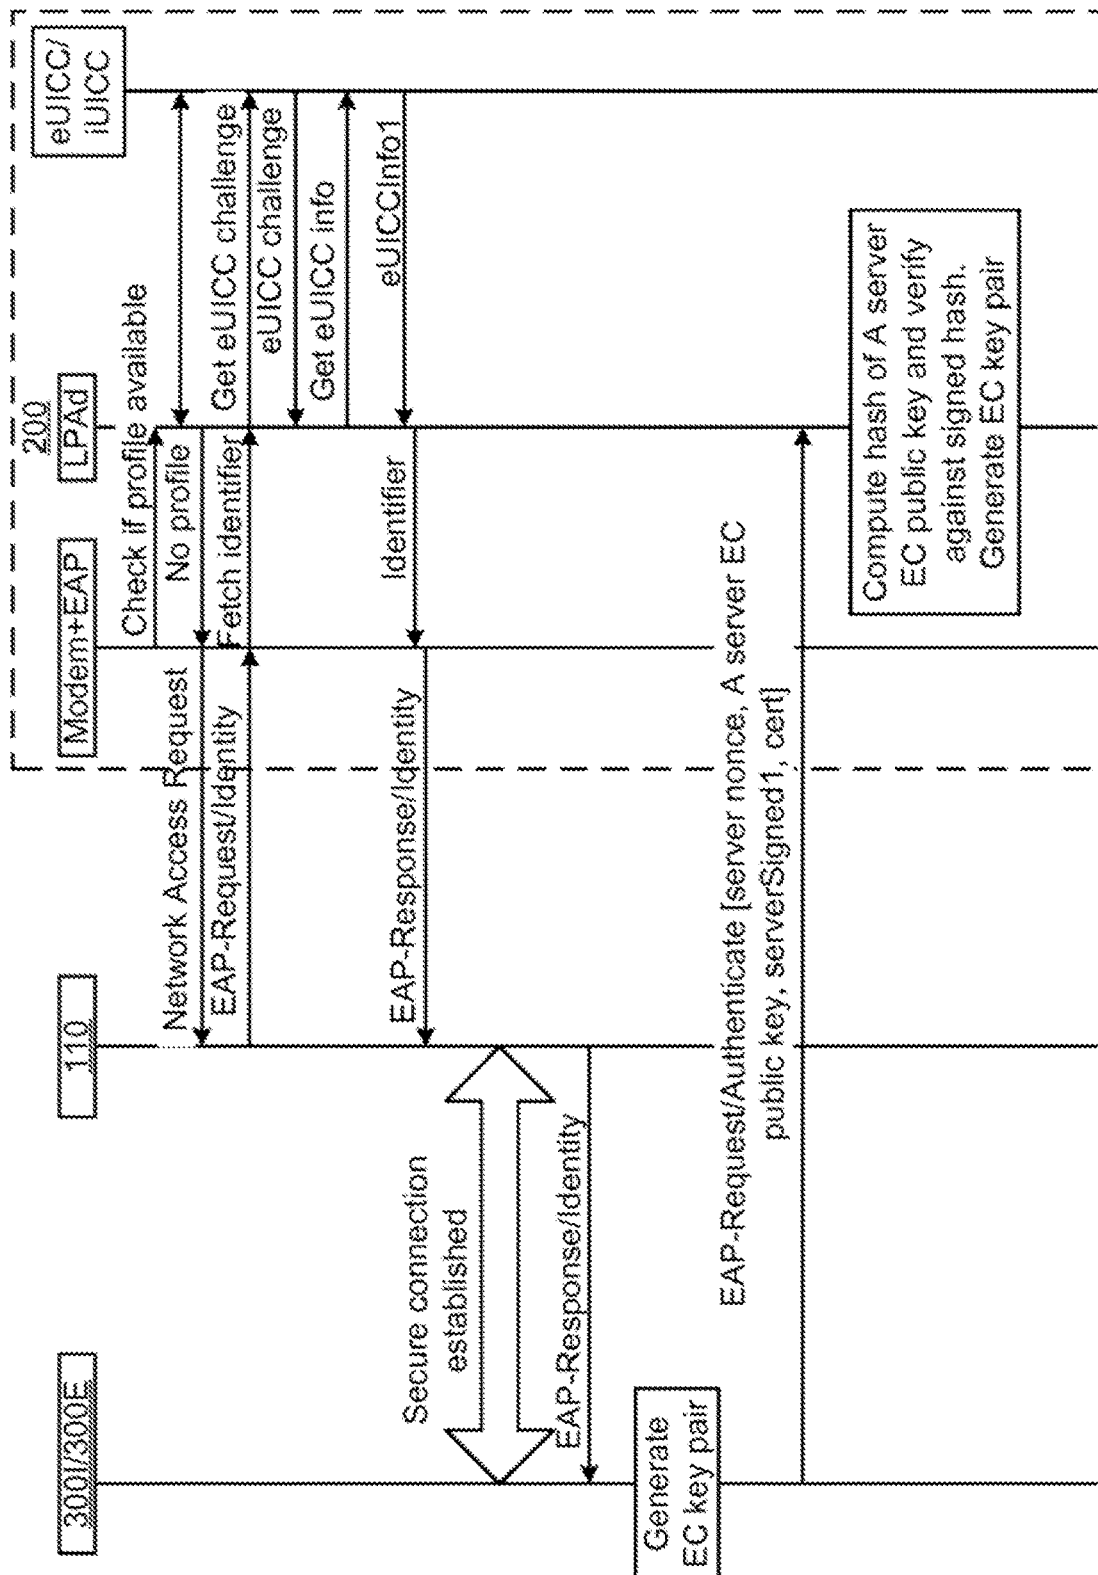 300I/300E
110
200
Modem+EAP
LPAd
eUICC/
iUICC
Check if profile available
No profile
Network Access Request
EAP-Request/Identity
Fetch identifier
Get eUICC challenge
eUICC challenge
Get eUICC info
eUICCInfo1
Identifier
EAP-Response/Identity
Secure connection
established
EAP-Response/Identity
Generate
EC key pair
EAP-Request/Authenticate [server nonce, A server EC
public key, serverSigned1, cert]
Compute hash of A server
EC public key and verify
against signed hash.
Generate EC key pair